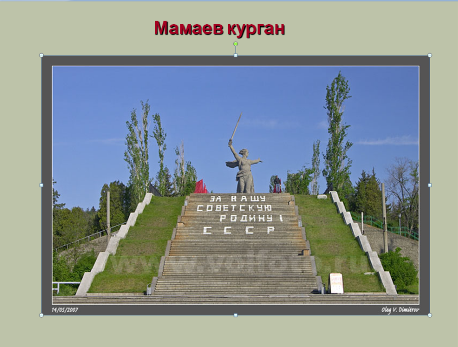 Мамаев курган
ЗА НАШУ
СОВЕТСКУЮ
РОДИНУ!
СССР
14/05/2007
Oleg V. Dimitrov